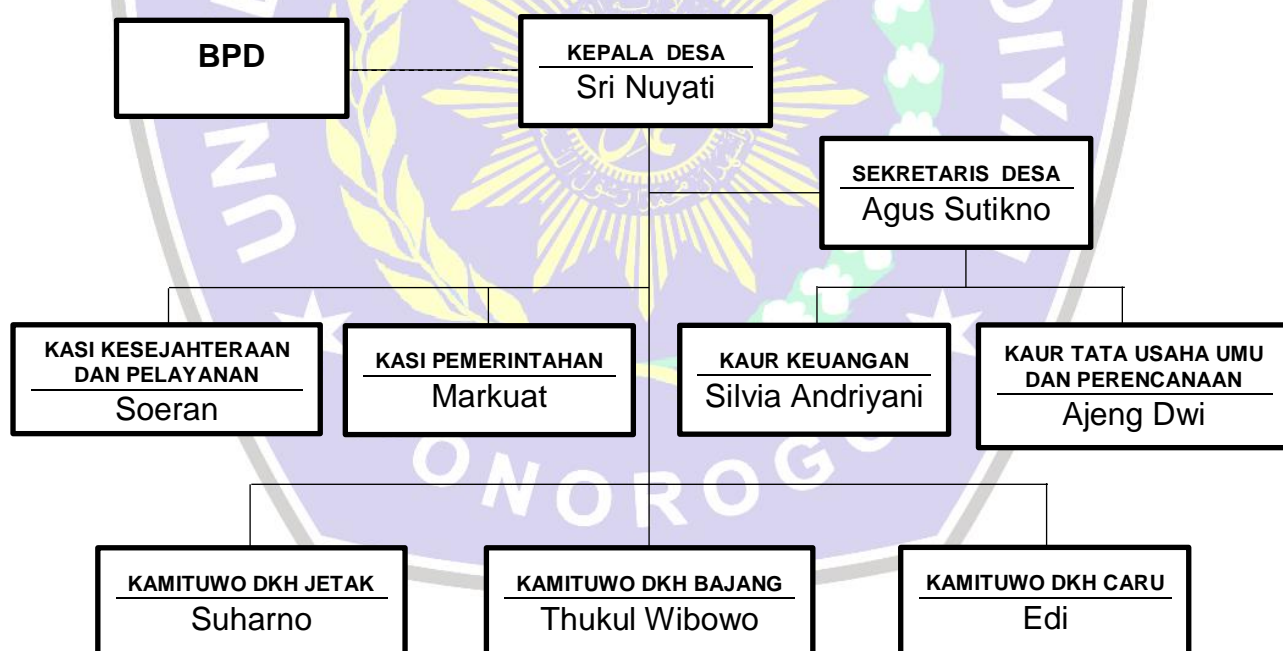 BPD
KEPALA DESA
Sri Nuyati
SEKRETARIS DESA
Agus Sutikno
KASI KESEJAHTERAAN
DAN PELAYANAN
Soeran
KASI PEMERINTAHAN
Markuat
KAUR KEUANGAN
Silvia Andriyani
KAUR TATA USAHA UMU
DAN PERENCANAAN
Ajeng Dwi
ONOROGO
KAMITUWO DKH JETAK
Suharno
KAMITUWO DKH BAJANG
Thukul Wibowo
KAMITUWO DKH CARU
Edi